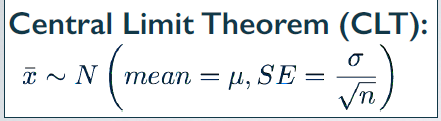 Central Limit Theorem (CLT):
x̄ ~ N (mean = μ, SE = σ/√n)